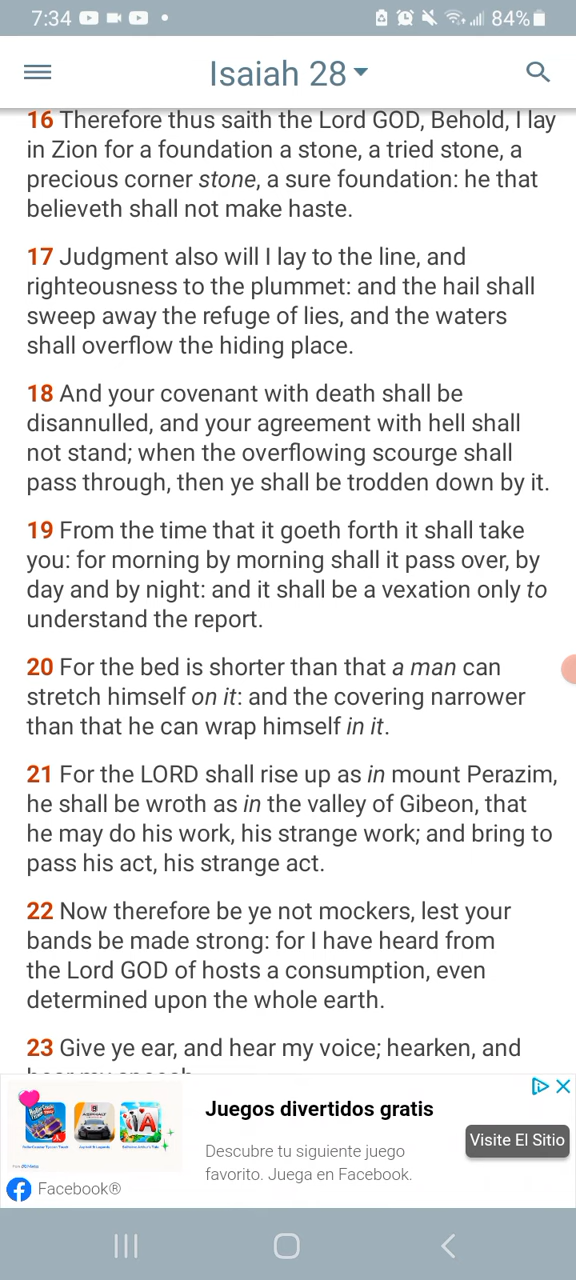 7:34
84%
Isaiah 28
16 Therefore thus saith the Lord GOD, Behold, I lay
in Zion for a foundation a stone, a tried stone, a
precious corner stone, a sure foundation: he that
believeth shall not make haste.
17 Judgment also will I lay to the line, and
righteousness to the plummet: and the hail shall
sweep away the refuge of lies, and the waters
shall overflow the hiding place.
18 And your covenant with death shall be
disannulled, and your agreement with hell shall
not stand; when the overflowing scourge shall
pass through, then ye shall be trodden down by it.
19 From the time that it goeth forth it shall take
you: for morning by morning shall it pass over, by
day and by night: and it shall be a vexation only to
understand the report.
20 For the bed is shorter than that a man can
stretch himself on it: and the covering narrower
than that he can wrap himself in it.
21 For the LORD shall rise up as in mount Perazim,
he shall be wroth as in the valley of Gibeon, that
he may do his work, his strange work; and bring to
pass his act, his strange act.
22 Now therefore be ye not mockers, lest your
bands be made strong: for I have heard from
the Lord GOD of hosts a consumption, even
determined upon the whole earth.
23 Give ye ear, and hear my voice; hearken, and
Juegos divertidos gratis
Descubre tu siguiente juego
favorito. Juega en Facebook.
Visite El Sitio
Facebook®